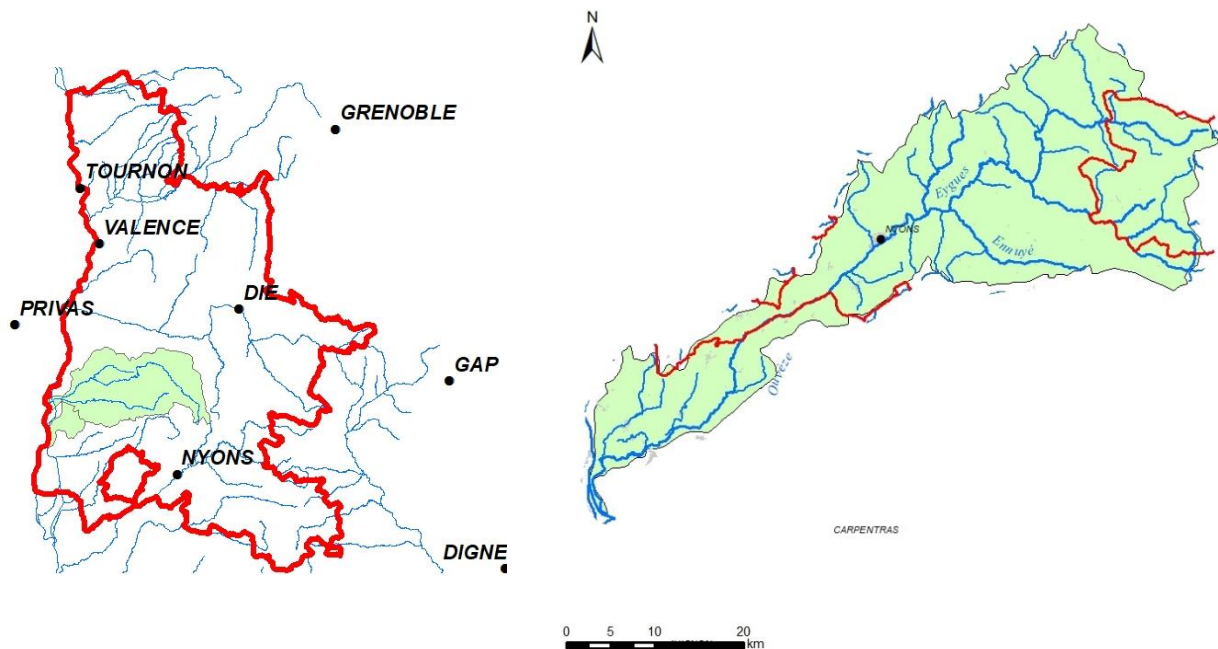 GRENOBLE
TOURNON
VALENCE
DIE
PRIVAS
GAP
NYONS
DIGNE
N
Eygues
NYONS
Ennuyé
Ouvèze
CARPENTRAS
0 5 10 20
km